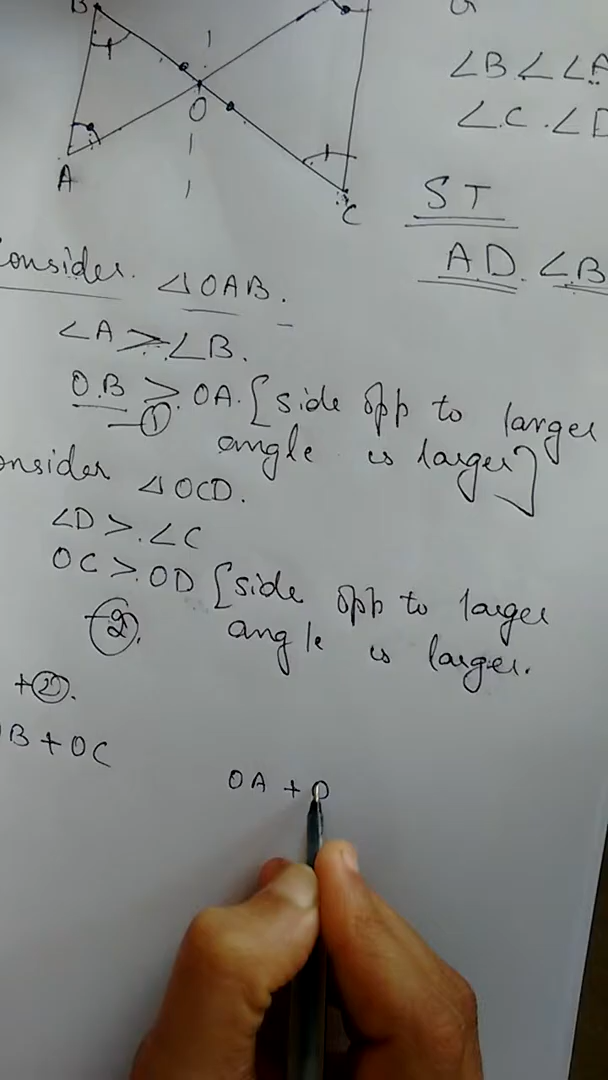 B
O
A
C
∠B < ∠A
∠C < ∠D
ST
AD < B
Consider △OAB.
∠A > ∠B.
OB > OA. [side opp to larger
—① angle is larger]
Consider △OCD.
∠D > ∠C
OC > OD [side opp to larger
—②. angle is larger.
+②.
OB + OC OA + O